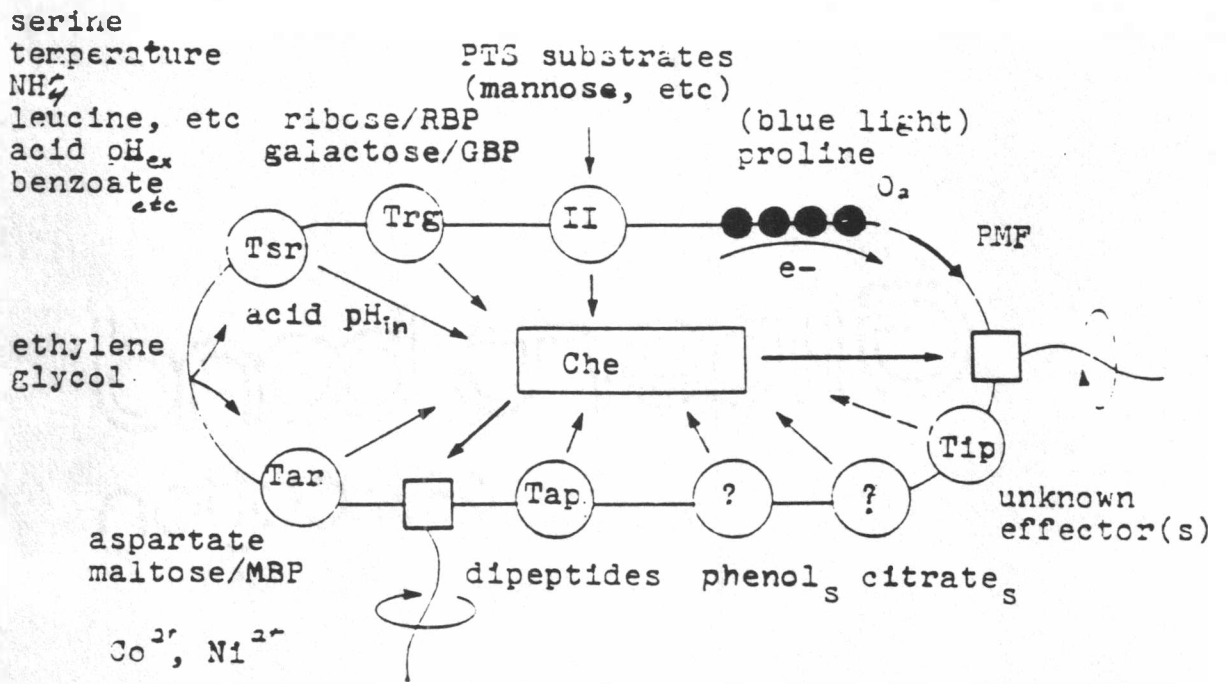 serine
temperature
NH₄⁺
leucine, etc
acid pHex
benzoate
etc
ribose/RBP
galactose/GBP
PTS substrates
(mannose, etc)
(blue light)
proline
O₂
PMF
Tsr
Trg
II
e-
acid pHin
ethylene
glycol
Che
Tar
Tap
?
?
Tip
unknown
effector(s)
aspartate
maltose/MBP
dipeptides
phenols
citrates
Co²⁺, Ni²⁺